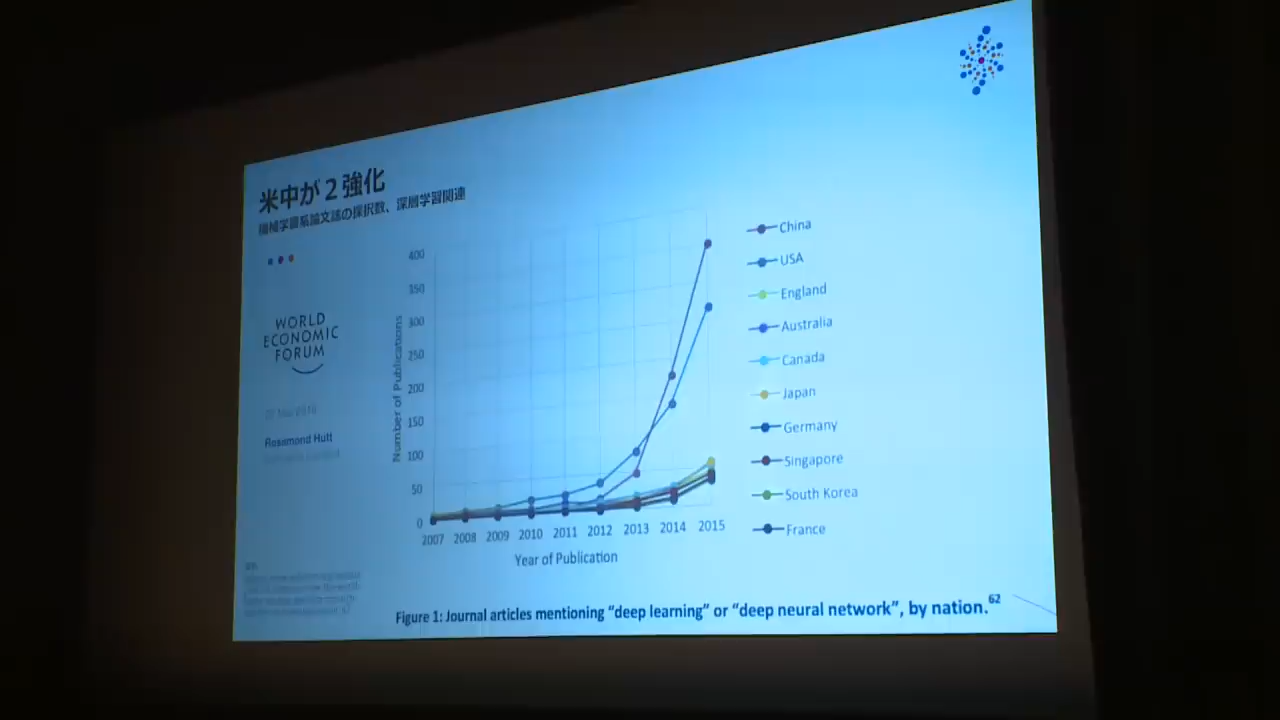 米中が2強化
機械学習系論文誌の採択数、深層学習関連
WORLD
ECONOMIC
FORUM
Rosamond Hutt
Number of Publications
400
350
300
250
200
150
100
50
0
2007 2008 2009 2010 2011 2012 2013 2014 2015
Year of Publication
China
USA
England
Australia
Canada
Japan
Germany
Singapore
South Korea
France
Figure 1: Journal articles mentioning “deep learning” or “deep neural network”, by nation.62